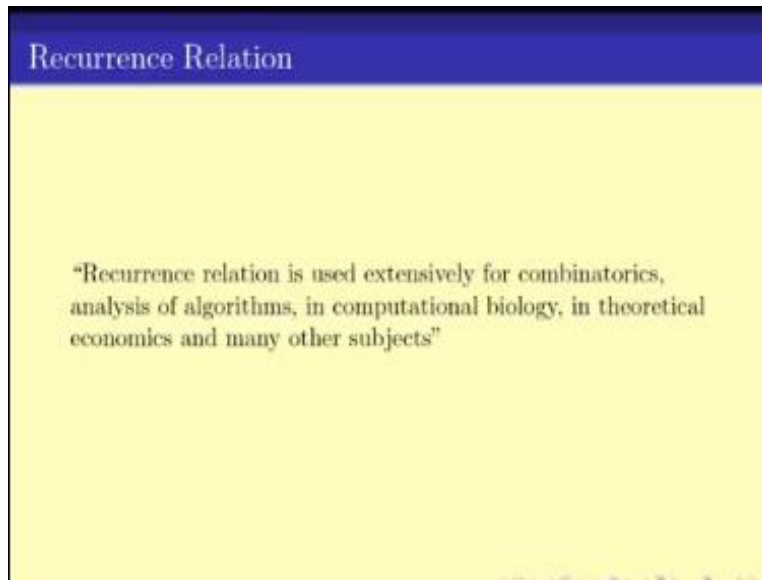 Recurrence Relation
“Recurrence relation is used extensively for combinatorics,
analysis of algorithms, in computational biology, in theoretical
economics and many other subjects”